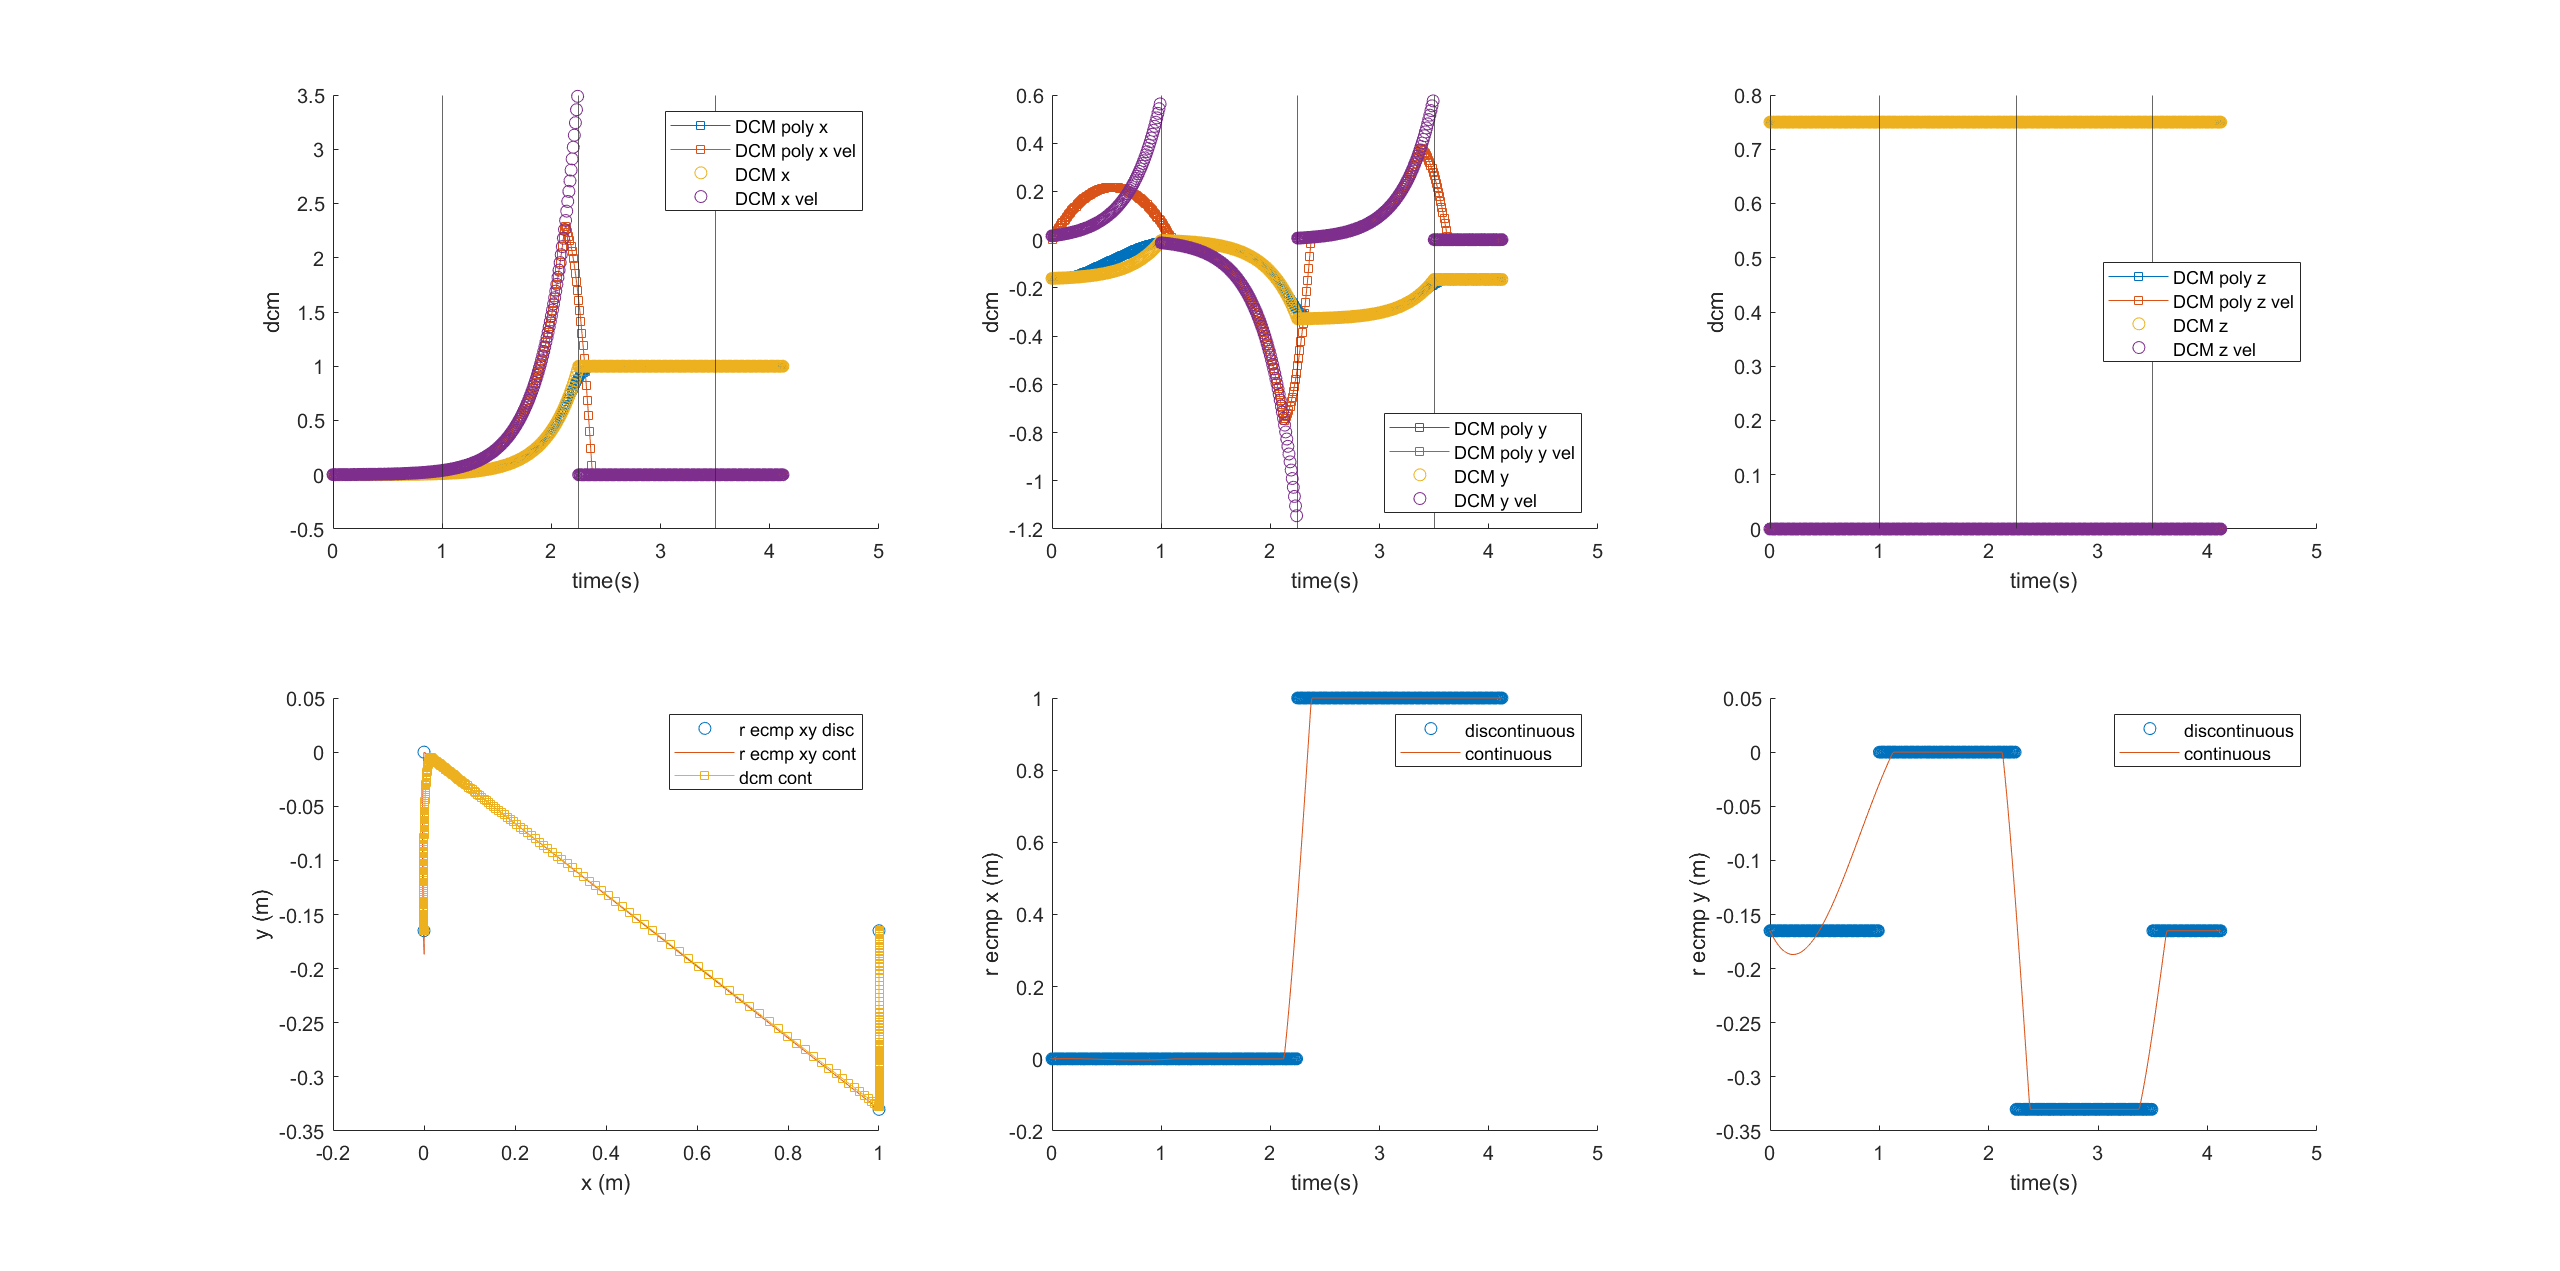 3.5
3
2.5
2
1.5
1
0.5
0
-0.5
dcm
0
1
2
3
4
5
time(s)
DCM poly x
DCM poly x vel
DCM x
DCM x vel
0.6
0.4
0.2
0
-0.2
-0.4
-0.6
-0.8
-1
-1.2
dcm
0
1
2
3
4
5
time(s)
DCM poly y
DCM poly y vel
DCM y
DCM y vel
0.8
0.7
0.6
0.5
0.4
0.3
0.2
0.1
0
dcm
0
1
2
3
4
5
time(s)
DCM poly z
DCM poly z vel
DCM z
DCM z vel
0.05
0
-0.05
-0.1
-0.15
-0.2
-0.25
-0.3
-0.35
y (m)
-0.2
0
0.2
0.4
0.6
0.8
1
x (m)
r ecmp xy disc
r ecmp xy cont
dcm cont
1
0.8
0.6
0.4
0.2
0
-0.2
r ecmp x (m)
0
1
2
3
4
5
time(s)
discontinuous
continuous
0.05
0
-0.05
-0.1
-0.15
-0.2
-0.25
-0.3
-0.35
r ecmp y (m)
0
1
2
3
4
5
time(s)
discontinuous
continuous